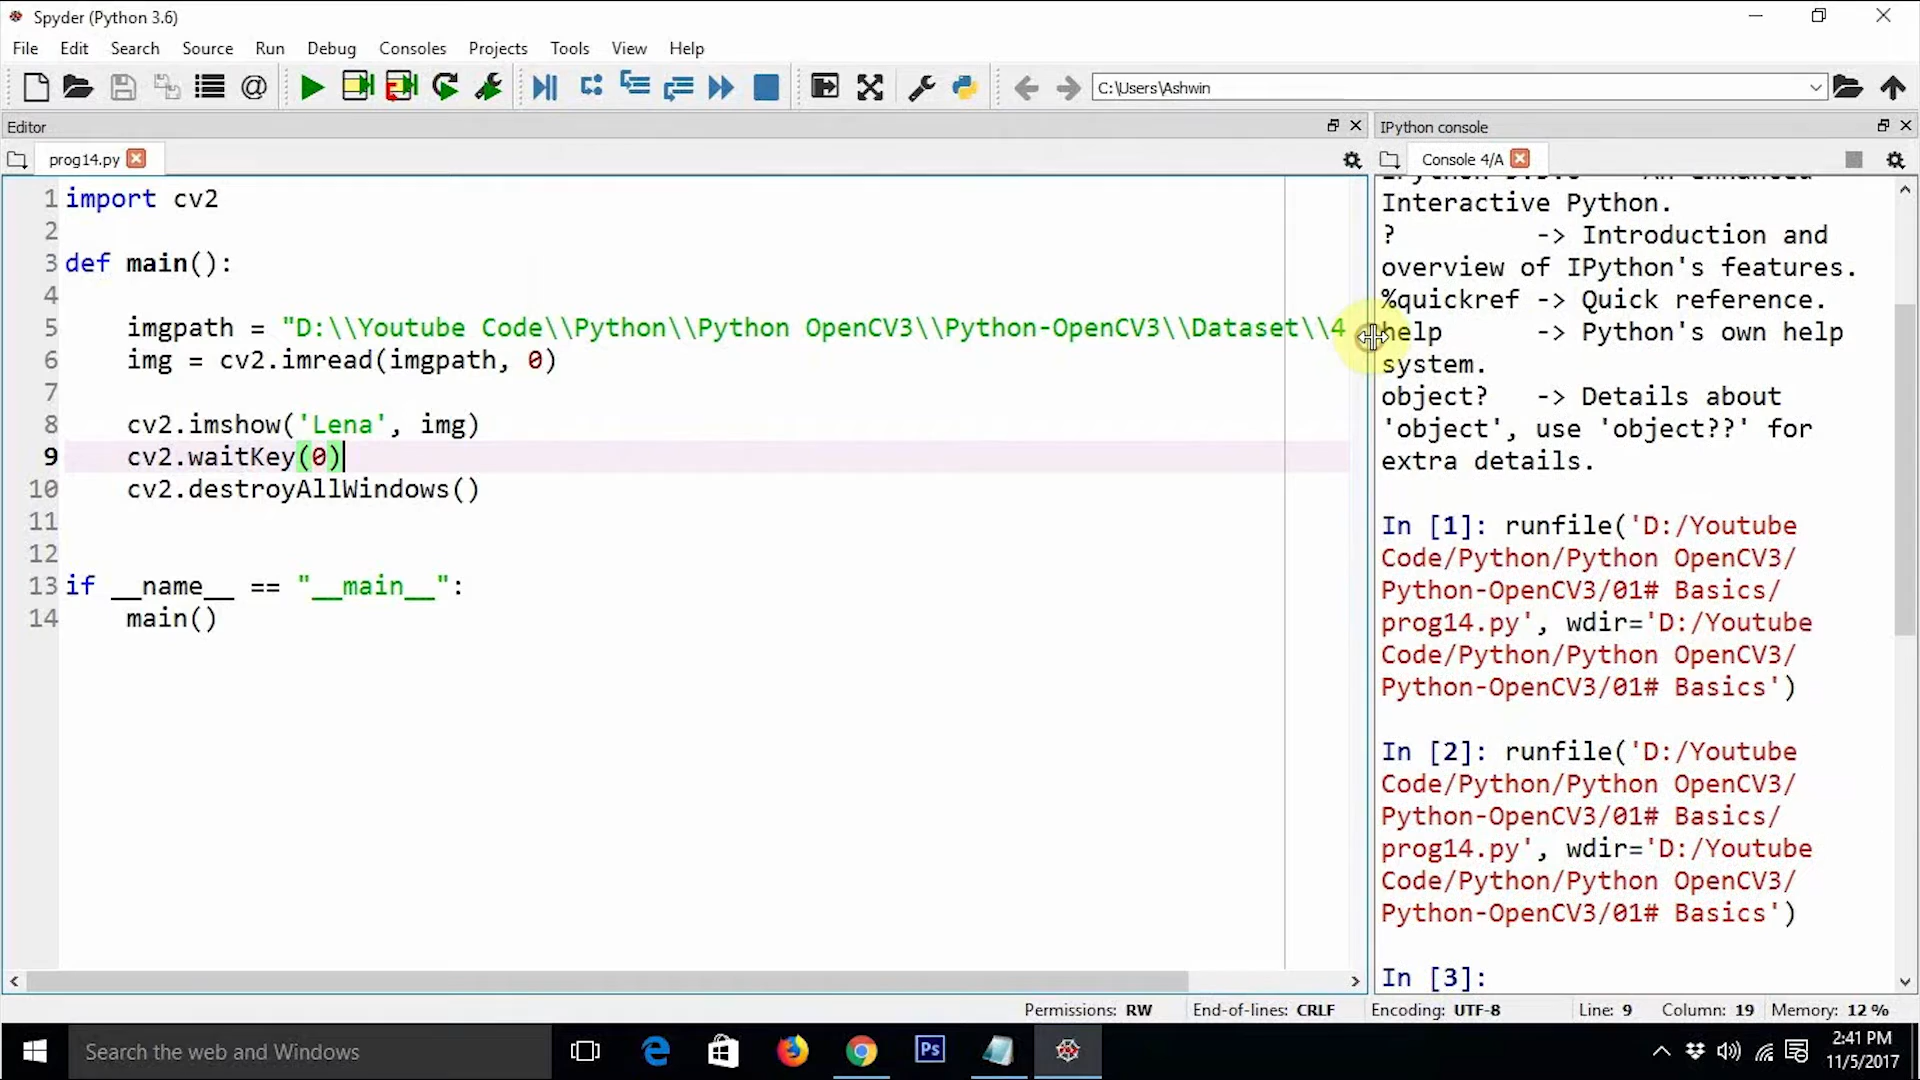 Spyder (Python 3.6)
File Edit Search Source Run Debug Consoles Projects Tools View Help
C:\Users\Ashwin
Editor
prog14.py
1 import cv2
2
3 def main():
4
5 imgpath = "D:\\Youtube Code\\Python\\Python OpenCV3\\Python-OpenCV3\\Dataset\\4
6 img = cv2.imread(imgpath, 0)
7
8 cv2.imshow('Lena', img)
9 cv2.waitKey(0)
10 cv2.destroyAllWindows()
11
12
13 if __name__ == "__main__":
14 main()
IPython console
Console 4/A
Interactive Python.
? -> Introduction and
overview of IPython's features.
%quickref -> Quick reference.
help -> Python's own help
system.
object? -> Details about
'object', use 'object??' for
extra details.
In [1]: runfile('D:/Youtube
Code/Python/Python OpenCV3/
Python-OpenCV3/01# Basics/
prog14.py', wdir='D:/Youtube
Code/Python/Python OpenCV3/
Python-OpenCV3/01# Basics')
In [2]: runfile('D:/Youtube
Code/Python/Python OpenCV3/
Python-OpenCV3/01# Basics/
prog14.py', wdir='D:/Youtube
Code/Python/Python OpenCV3/
Python-OpenCV3/01# Basics')
In [3]:
Permissions: RW End-of-lines: CRLF Encoding: UTF-8 Line: 9 Column: 19 Memory: 12 %
Search the web and Windows
Ps
2:41 PM
11/5/2017